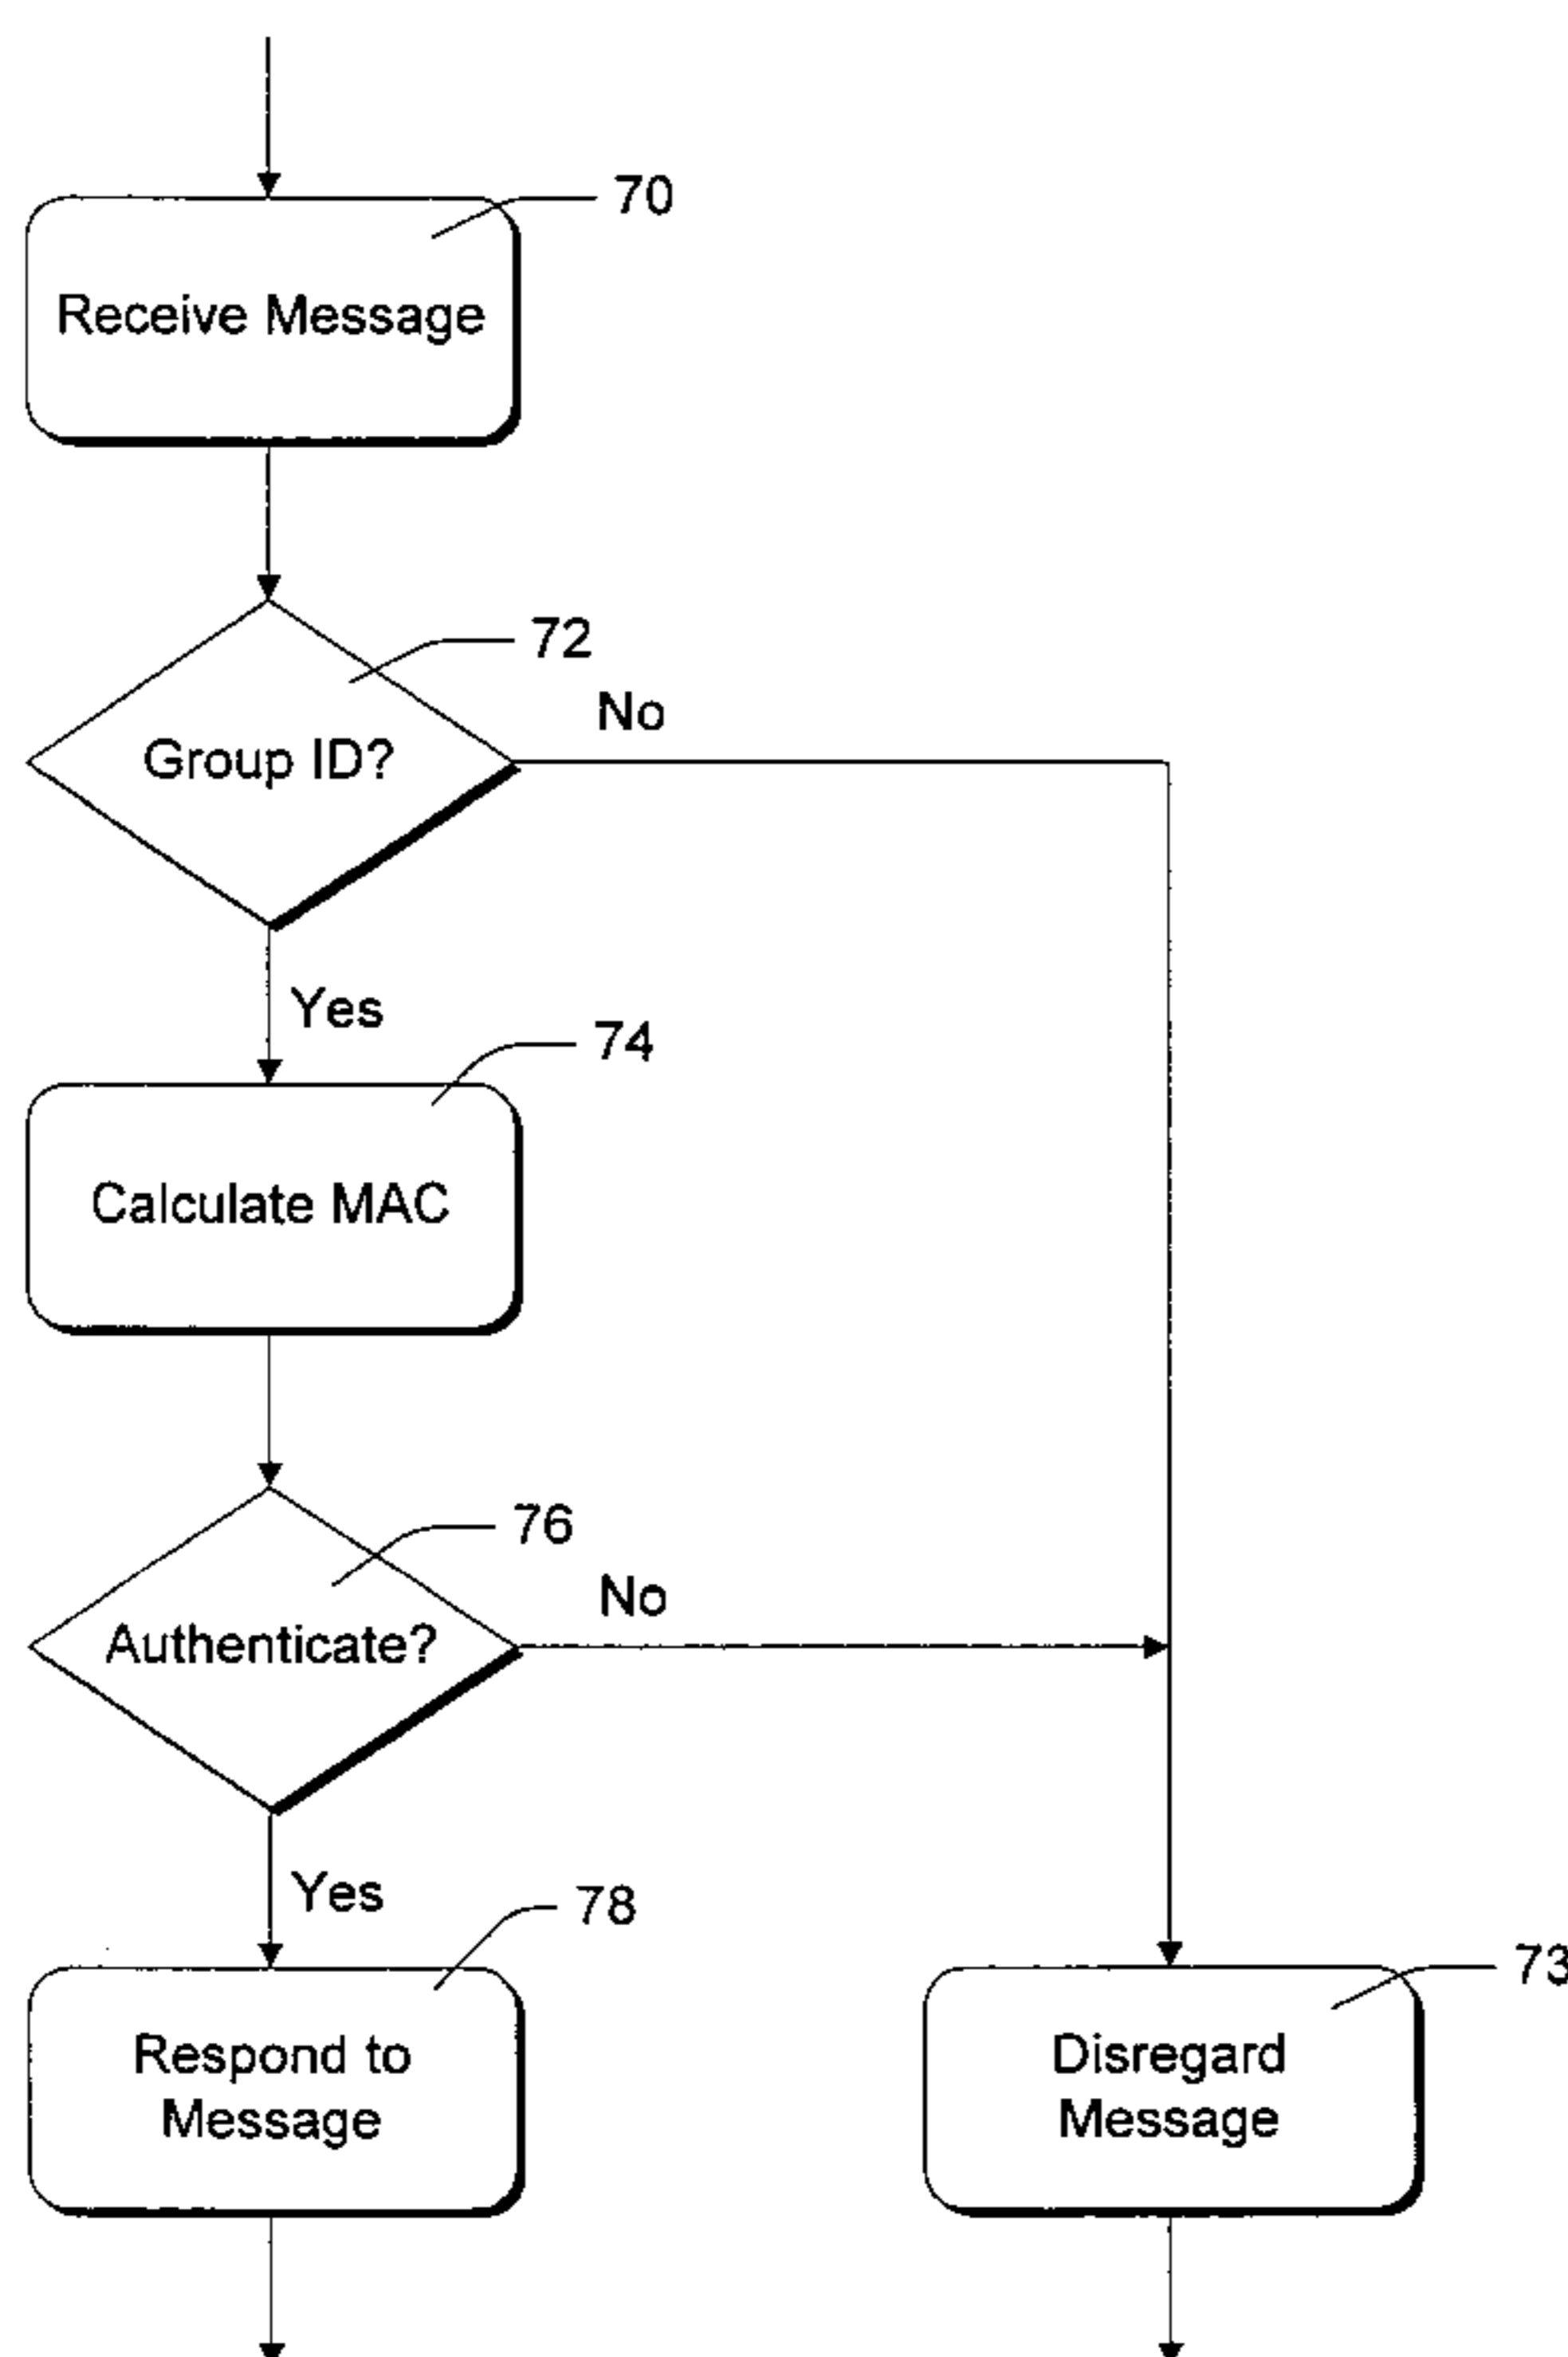 70
Receive Message
72
No
Group ID?
Yes
74
Calculate MAC
76
No
Authenticate?
Yes
78
73
Respond to
Message
Disregard
Message